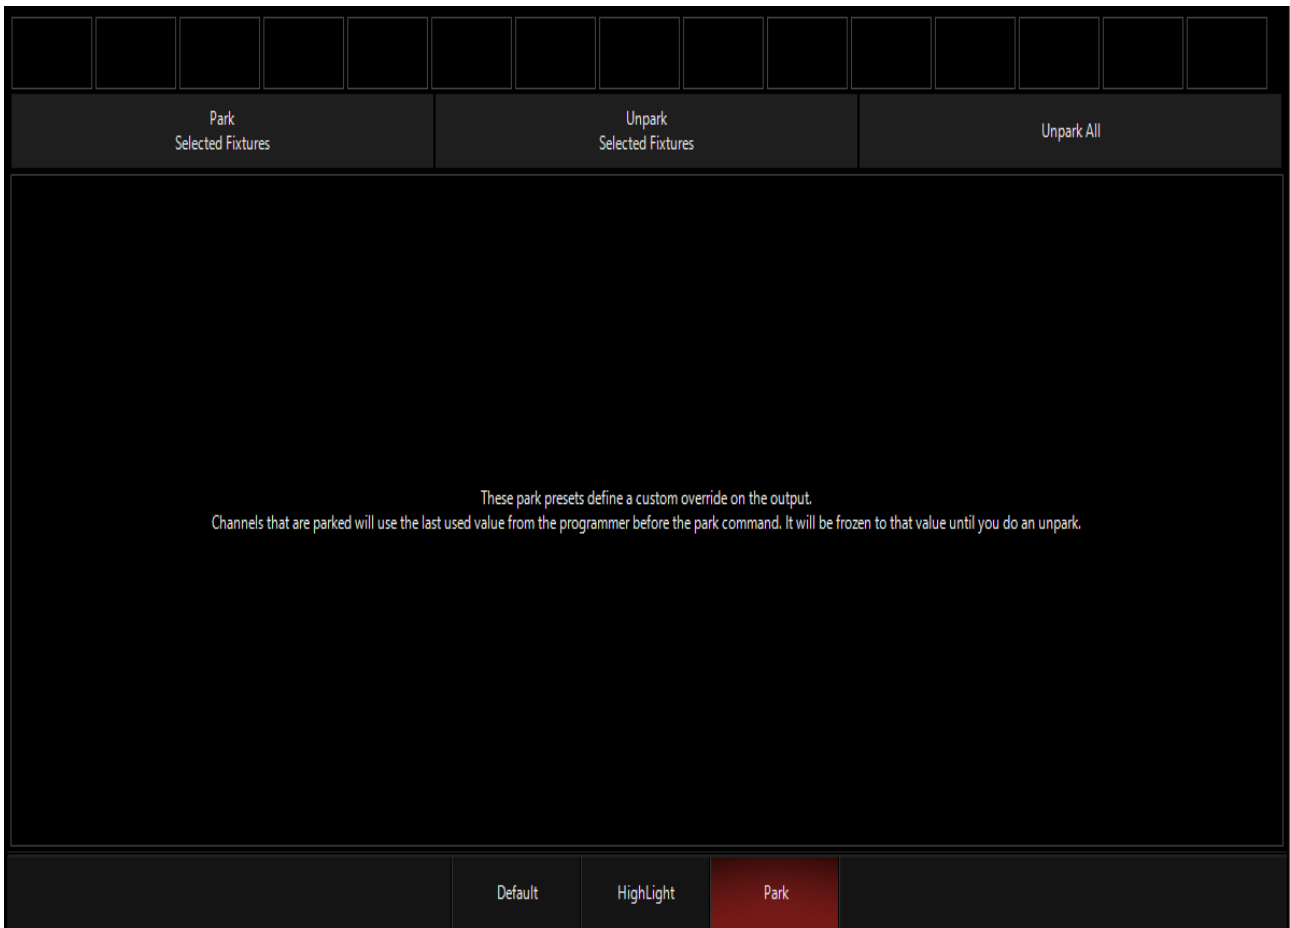 Park
Selected Fixtures
Unpark
Selected Fixtures
Unpark All
These park presets define a custom override on the output.
Channels that are parked will use the last used value from the programmer before the park command. It will be frozen to that value until you do an unpark.
Default
HighLight
Park